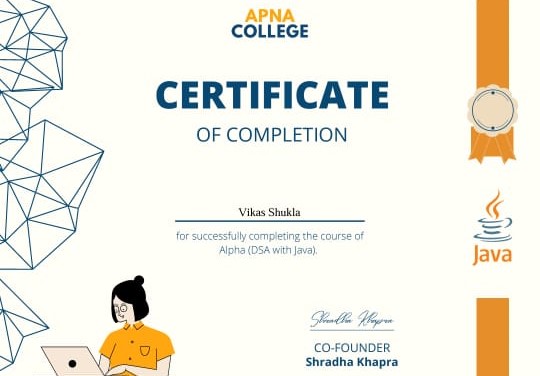 APNA
COLLEGE
CERTIFICATE
OF COMPLETION
Vikas Shukla
for successfully completing the course of
Alpha (DSA with Java).
Java
Shradha Khapra
CO-FOUNDER
Shradha Khapra